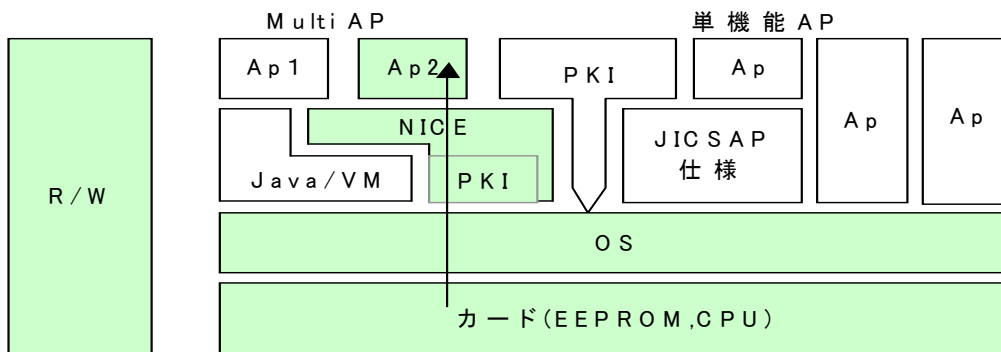 Multi AP
単機能AP
Ap1
Ap2
PKI
Ap
Ap
Ap
NICE
JICSAP
仕様
Java/VM
PKI
R/W
OS
カード(EEPROM,CPU)